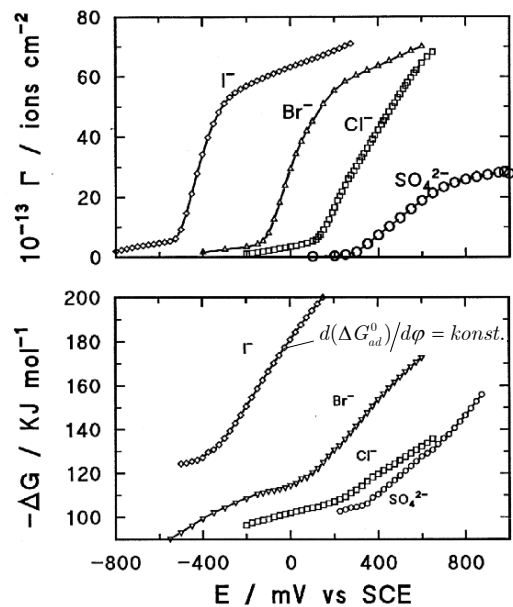 10⁻¹³ Γ / ions cm⁻²
80
60
40
20
0
I⁻
Br⁻
Cl⁻
SO₄²⁻
-ΔG / KJ mol⁻¹
200
180
160
140
120
100
I⁻
d(ΔG⁰ₐd)/dφ = konst.
Br⁻
Cl⁻
SO₄²⁻
-800 -400 0 400 800
E / mV vs SCE